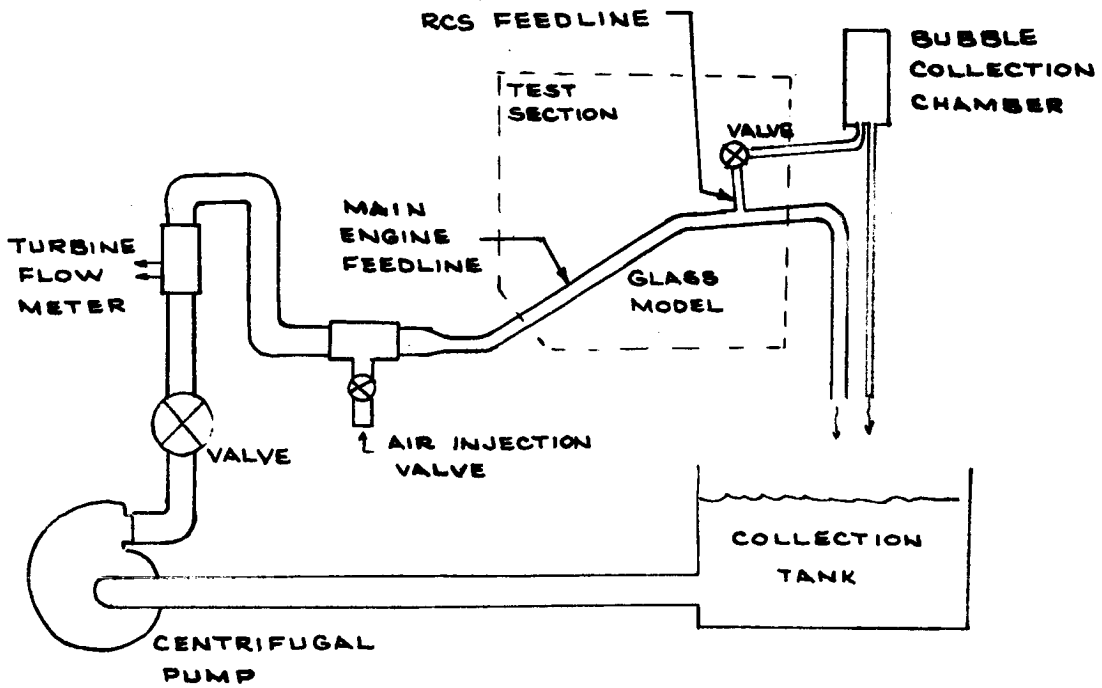 RCS FEEDLINE
BUBBLE
COLLECTION
CHAMBER
TEST
SECTION
VALVE
MAIN
ENGINE
FEEDLINE
TURBINE
FLOW
METER
GLASS
MODEL
AIR INJECTION
VALVE
VALVE
COLLECTION
TANK
CENTRIFUGAL
PUMP